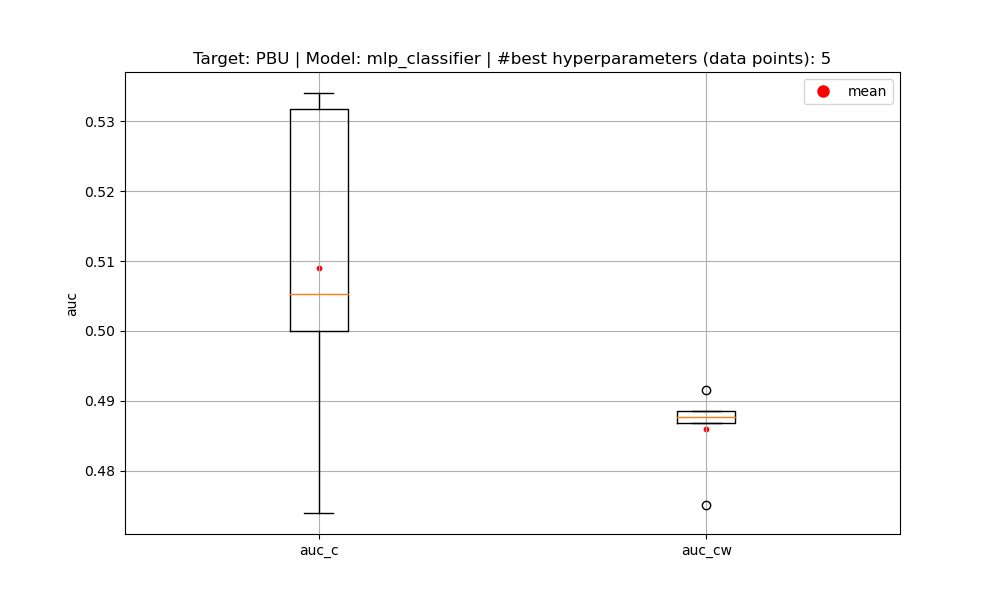 Target: PBU | Model: mlp_classifier | #best hyperparameters (data points): 5
mean
0.53
0.52
0.51
0.50
0.49
0.48
auc
auc_c
auc_cw